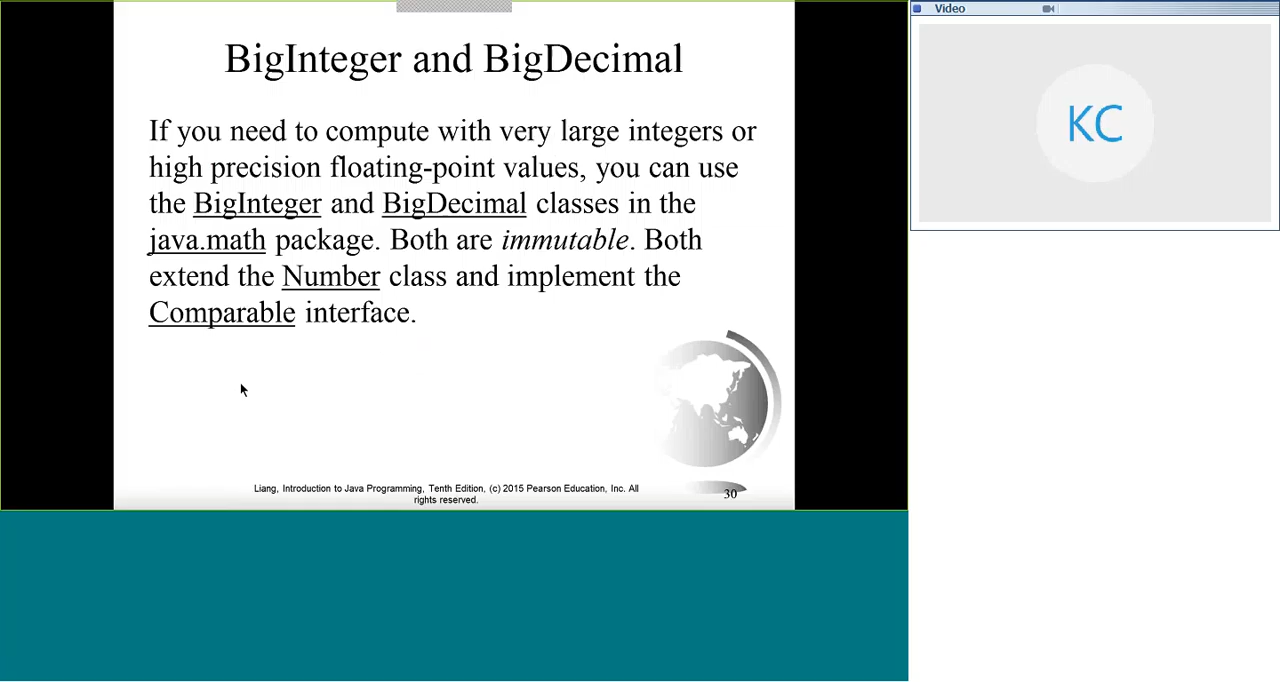 BigInteger and BigDecimal
If you need to compute with very large integers or
high precision floating-point values, you can use
the BigInteger and BigDecimal classes in the
java.math package. Both are immutable. Both
extend the Number class and implement the
Comparable interface.
Liang, Introduction to Java Programming, Tenth Edition, (c) 2015 Pearson Education, Inc. All
rights reserved.
30
Video
KC